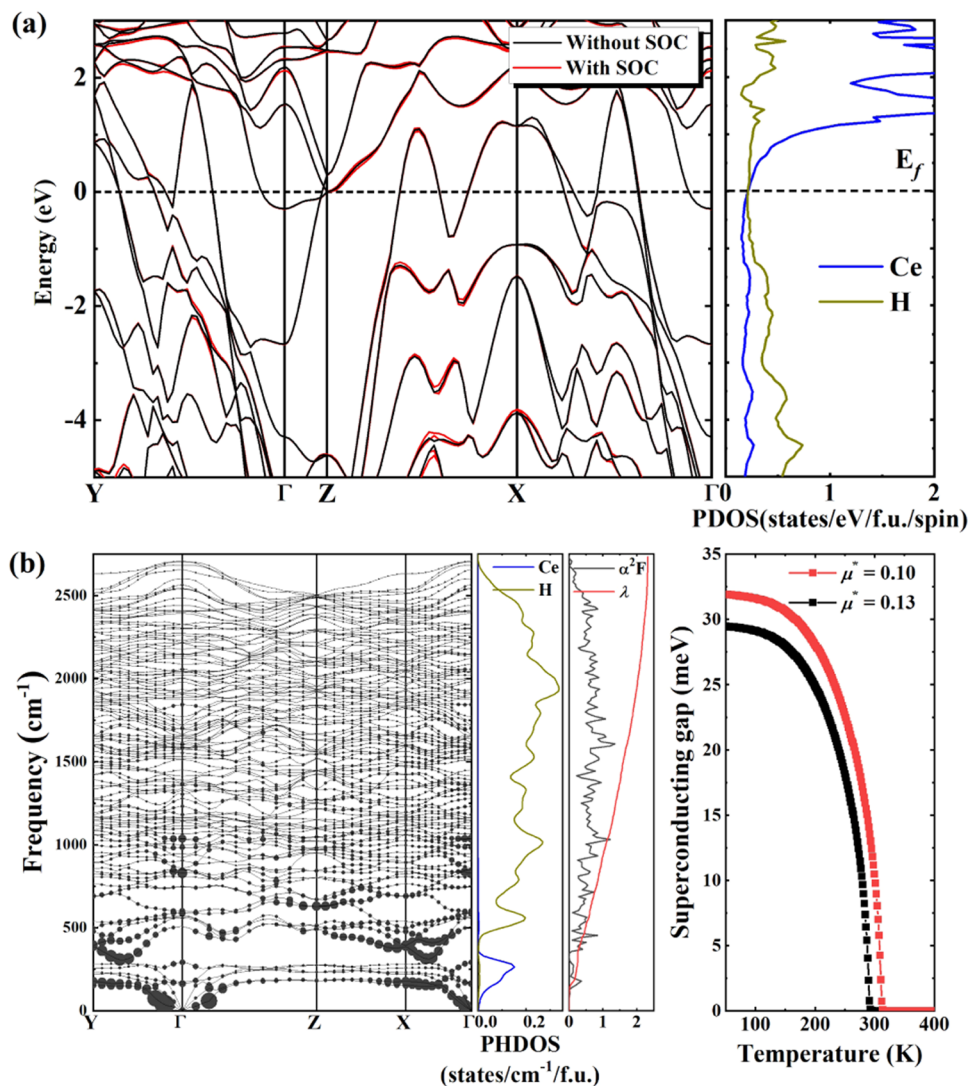 (a)
Without SOC
With SOC
Energy (eV)
2
0
−2
−4
Y Γ Z X Γ
E_f
Ce
H
0 1 2
PDOS(states/eV/f.u./spin)
(b)
Frequency (cm⁻¹)
2500
2000
1500
1000
500
0
Y Γ Z X Γ
Ce
H
0.0 0.2
PHDOS
(states/cm⁻¹/f.u.)
α²F
λ
0 1 2
Superconducting gap (meV)
35
30
25
20
15
10
5
0
μ* = 0.10
μ* = 0.13
100 200 300 400
Temperature (K)